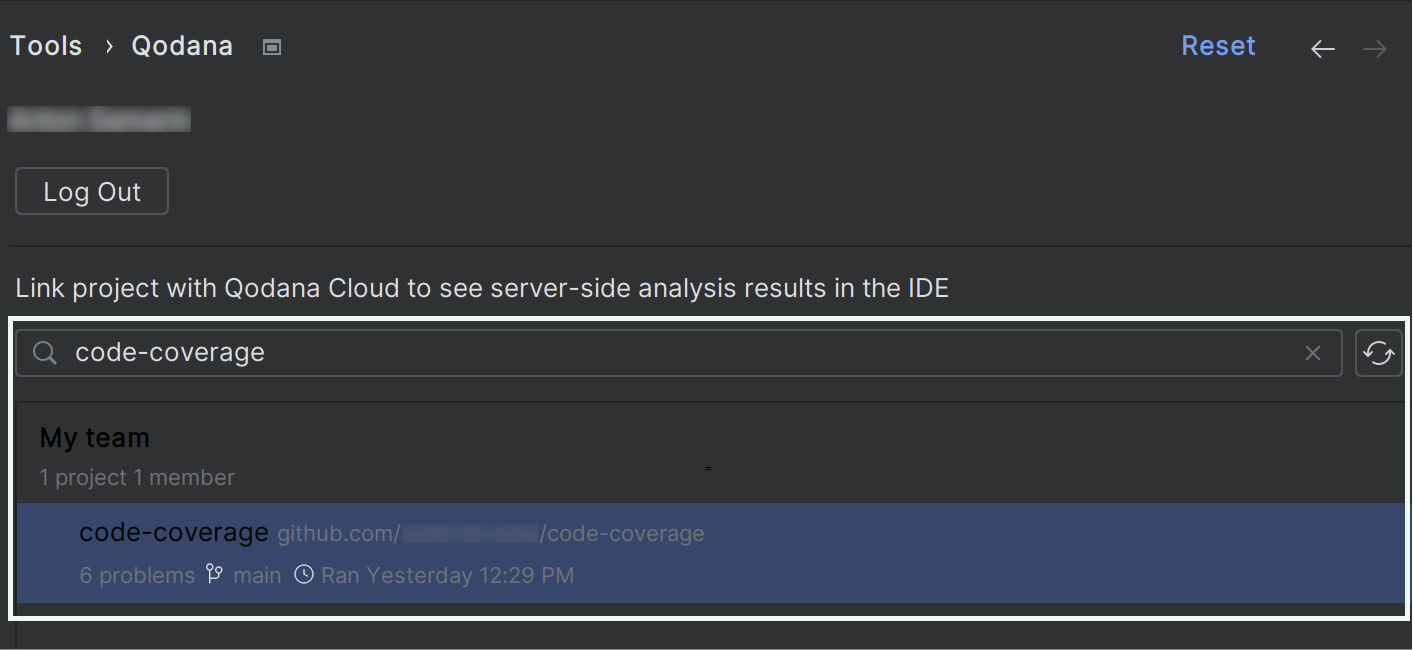 Tools › Qodana Reset
Log Out
Link project with Qodana Cloud to see server-side analysis results in the IDE
code-coverage
My team
1 project 1 member
code-coverage github.com/ /code-coverage
6 problems main Ran Yesterday 12:29 PM